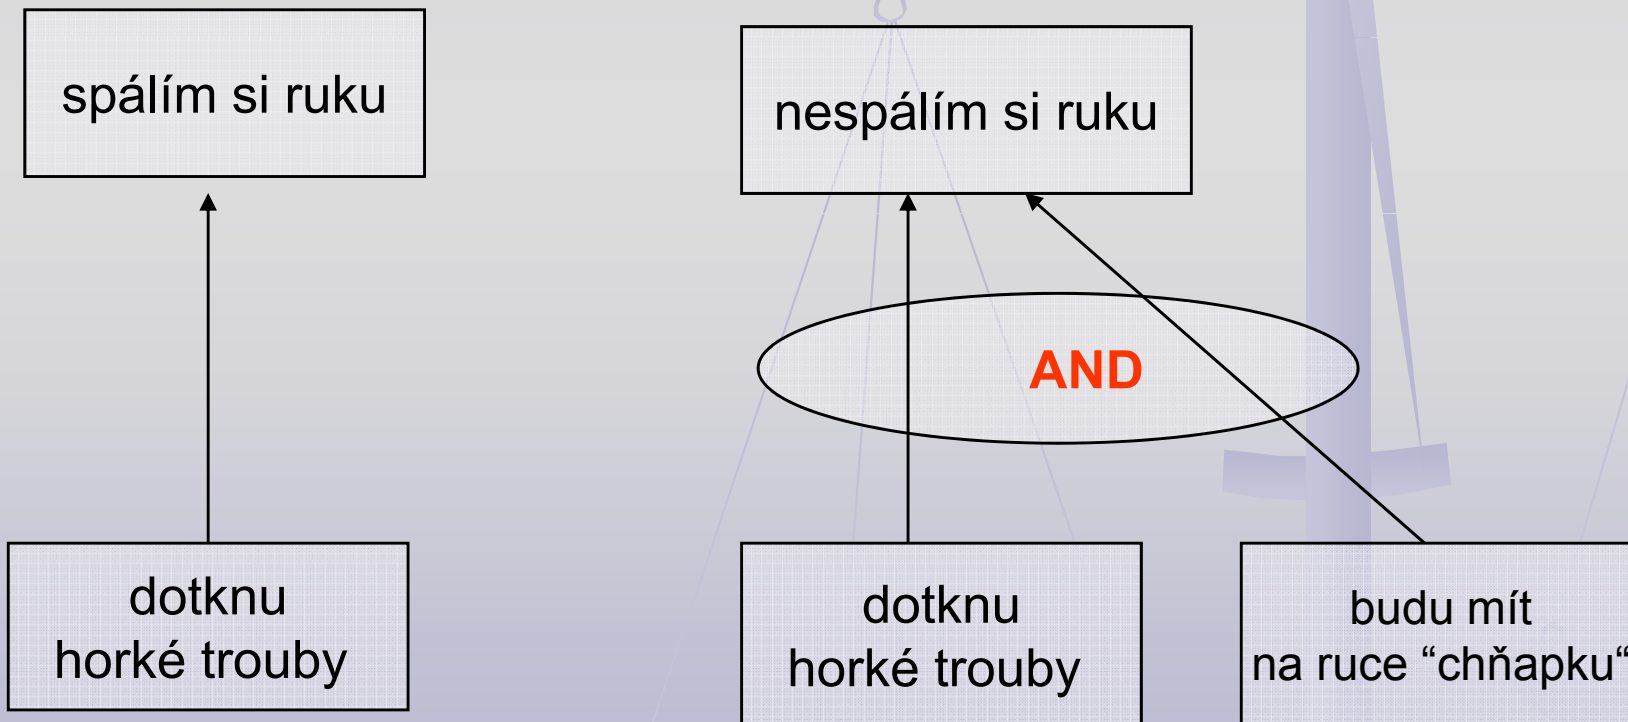 spálím si ruku
nespálím si ruku
AND
dotknu
horké trouby
dotknu
horké trouby
budu mít
na ruce “chňapku“